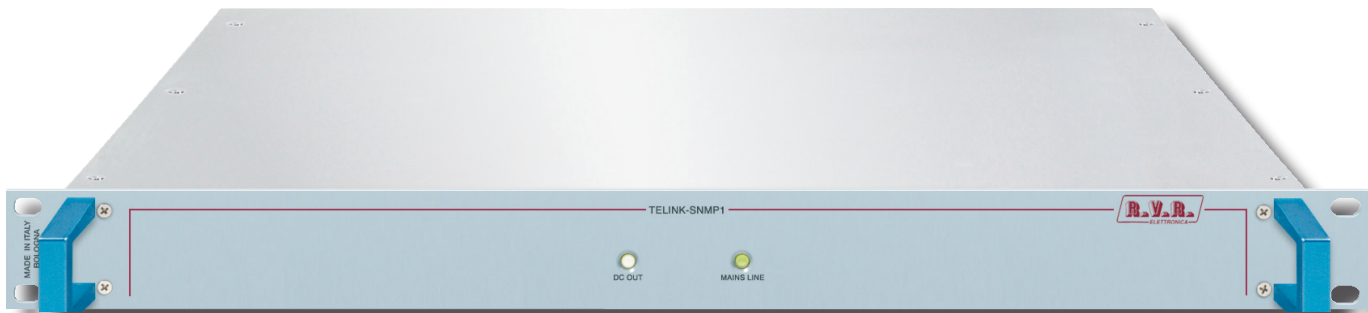 MADE IN ITALY
BOLOGNA
TELINK-SNMP1
R.V.R.
ELETTRONICA
DC OUT
MAINS LINE